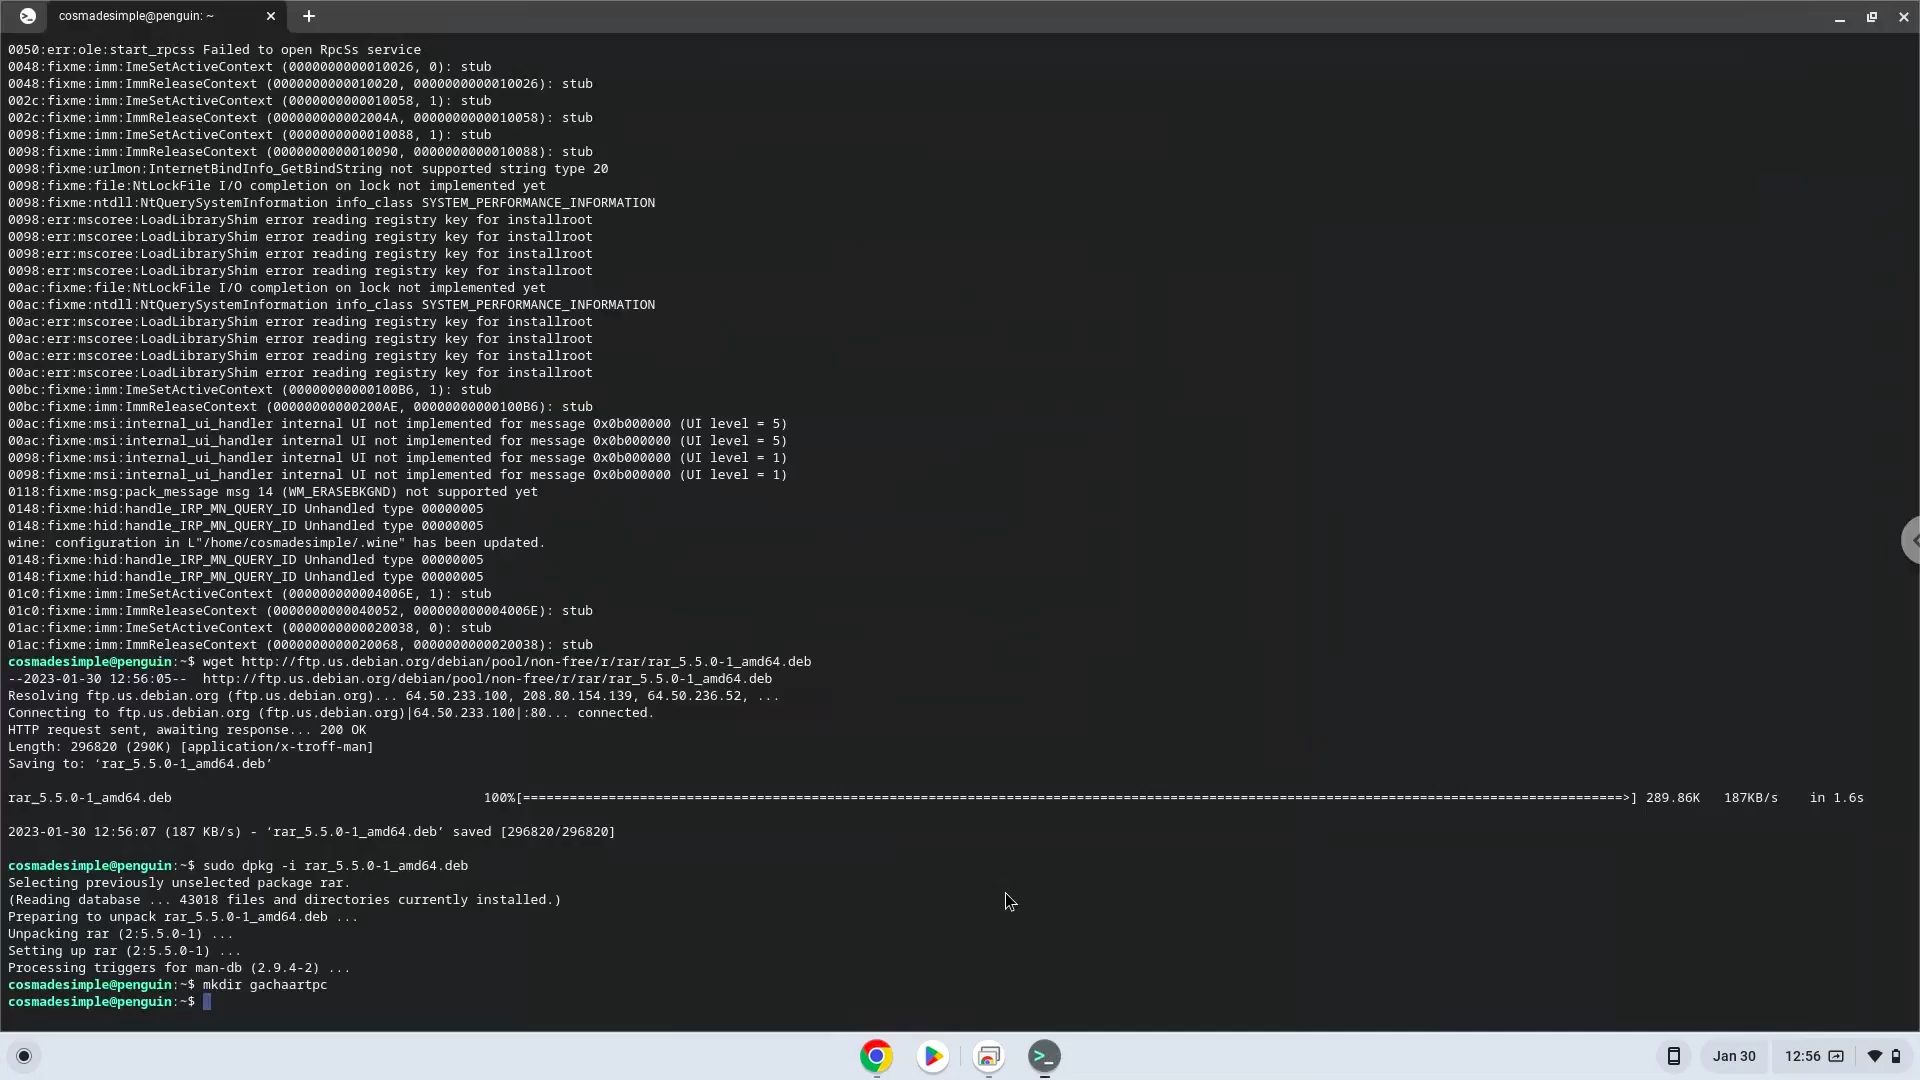 cosmadesimple@penguin: ~
0050:err:ole:start_rpcss Failed to open RpcSs service
0048:fixme:imm:ImeSetActiveContext (0000000000010026, 0): stub
0048:fixme:imm:ImmReleaseContext (0000000000010020, 0000000000010026): stub
002c:fixme:imm:ImeSetActiveContext (0000000000010058, 1): stub
002c:fixme:imm:ImmReleaseContext (000000000002004A, 0000000000010058): stub
0098:fixme:imm:ImeSetActiveContext (0000000000010088, 1): stub
0098:fixme:imm:ImmReleaseContext (0000000000010090, 0000000000010088): stub
0098:fixme:urlmon:InternetBindInfo_GetBindString not supported string type 20
0098:fixme:file:NtLockFile I/O completion on lock not implemented yet
0098:fixme:ntdll:NtQuerySystemInformation info_class SYSTEM_PERFORMANCE_INFORMATION
0098:err:mscoree:LoadLibraryShim error reading registry key for installroot
0098:err:mscoree:LoadLibraryShim error reading registry key for installroot
0098:err:mscoree:LoadLibraryShim error reading registry key for installroot
0098:err:mscoree:LoadLibraryShim error reading registry key for installroot
00ac:fixme:file:NtLockFile I/O completion on lock not implemented yet
00ac:fixme:ntdll:NtQuerySystemInformation info_class SYSTEM_PERFORMANCE_INFORMATION
00ac:err:mscoree:LoadLibraryShim error reading registry key for installroot
00ac:err:mscoree:LoadLibraryShim error reading registry key for installroot
00ac:err:mscoree:LoadLibraryShim error reading registry key for installroot
00ac:err:mscoree:LoadLibraryShim error reading registry key for installroot
00bc:fixme:imm:ImeSetActiveContext (00000000000100B6, 1): stub
00bc:fixme:imm:ImmReleaseContext (00000000000200AE, 00000000000100B6): stub
00ac:fixme:msi:internal_ui_handler internal UI not implemented for message 0x0b000000 (UI level = 5)
00ac:fixme:msi:internal_ui_handler internal UI not implemented for message 0x0b000000 (UI level = 5)
0098:fixme:msi:internal_ui_handler internal UI not implemented for message 0x0b000000 (UI level = 1)
0098:fixme:msi:internal_ui_handler internal UI not implemented for message 0x0b000000 (UI level = 1)
0118:fixme:msg:pack_message msg 14 (WM_ERASEBKGND) not supported yet
0148:fixme:hid:handle_IRP_MN_QUERY_ID Unhandled type 00000005
0148:fixme:hid:handle_IRP_MN_QUERY_ID Unhandled type 00000005
wine: configuration in L"/home/cosmadesimple/.wine" has been updated.
0148:fixme:hid:handle_IRP_MN_QUERY_ID Unhandled type 00000005
0148:fixme:hid:handle_IRP_MN_QUERY_ID Unhandled type 00000005
01c0:fixme:imm:ImeSetActiveContext (000000000004006E, 1): stub
01c0:fixme:imm:ImmReleaseContext (0000000000040052, 000000000004006E): stub
01ac:fixme:imm:ImeSetActiveContext (0000000000020038, 0): stub
01ac:fixme:imm:ImmReleaseContext (0000000000020068, 0000000000020038): stub
cosmadesimple@penguin:~$ wget http://ftp.us.debian.org/debian/pool/non-free/r/rar/rar_5.5.0-1_amd64.deb
--2023-01-30 12:56:05--  http://ftp.us.debian.org/debian/pool/non-free/r/rar/rar_5.5.0-1_amd64.deb
Resolving ftp.us.debian.org (ftp.us.debian.org)... 64.50.233.100, 208.80.154.139, 64.50.236.52, ...
Connecting to ftp.us.debian.org (ftp.us.debian.org)|64.50.233.100|:80... connected.
HTTP request sent, awaiting response... 200 OK
Length: 296820 (290K) [application/x-troff-man]
Saving to: ‘rar_5.5.0-1_amd64.deb’
rar_5.5.0-1_amd64.deb 100%[=============================================================================================================================================>] 289.86K 187KB/s in 1.6s
2023-01-30 12:56:07 (187 KB/s) - ‘rar_5.5.0-1_amd64.deb’ saved [296820/296820]
cosmadesimple@penguin:~$ sudo dpkg -i rar_5.5.0-1_amd64.deb
Selecting previously unselected package rar.
(Reading database ... 43018 files and directories currently installed.)
Preparing to unpack rar_5.5.0-1_amd64.deb ...
Unpacking rar (2:5.5.0-1) ...
Setting up rar (2:5.5.0-1) ...
Processing triggers for man-db (2.9.4-2) ...
cosmadesimple@penguin:~$ mkdir gachaartpc
cosmadesimple@penguin:~$
Jan 30 12:56